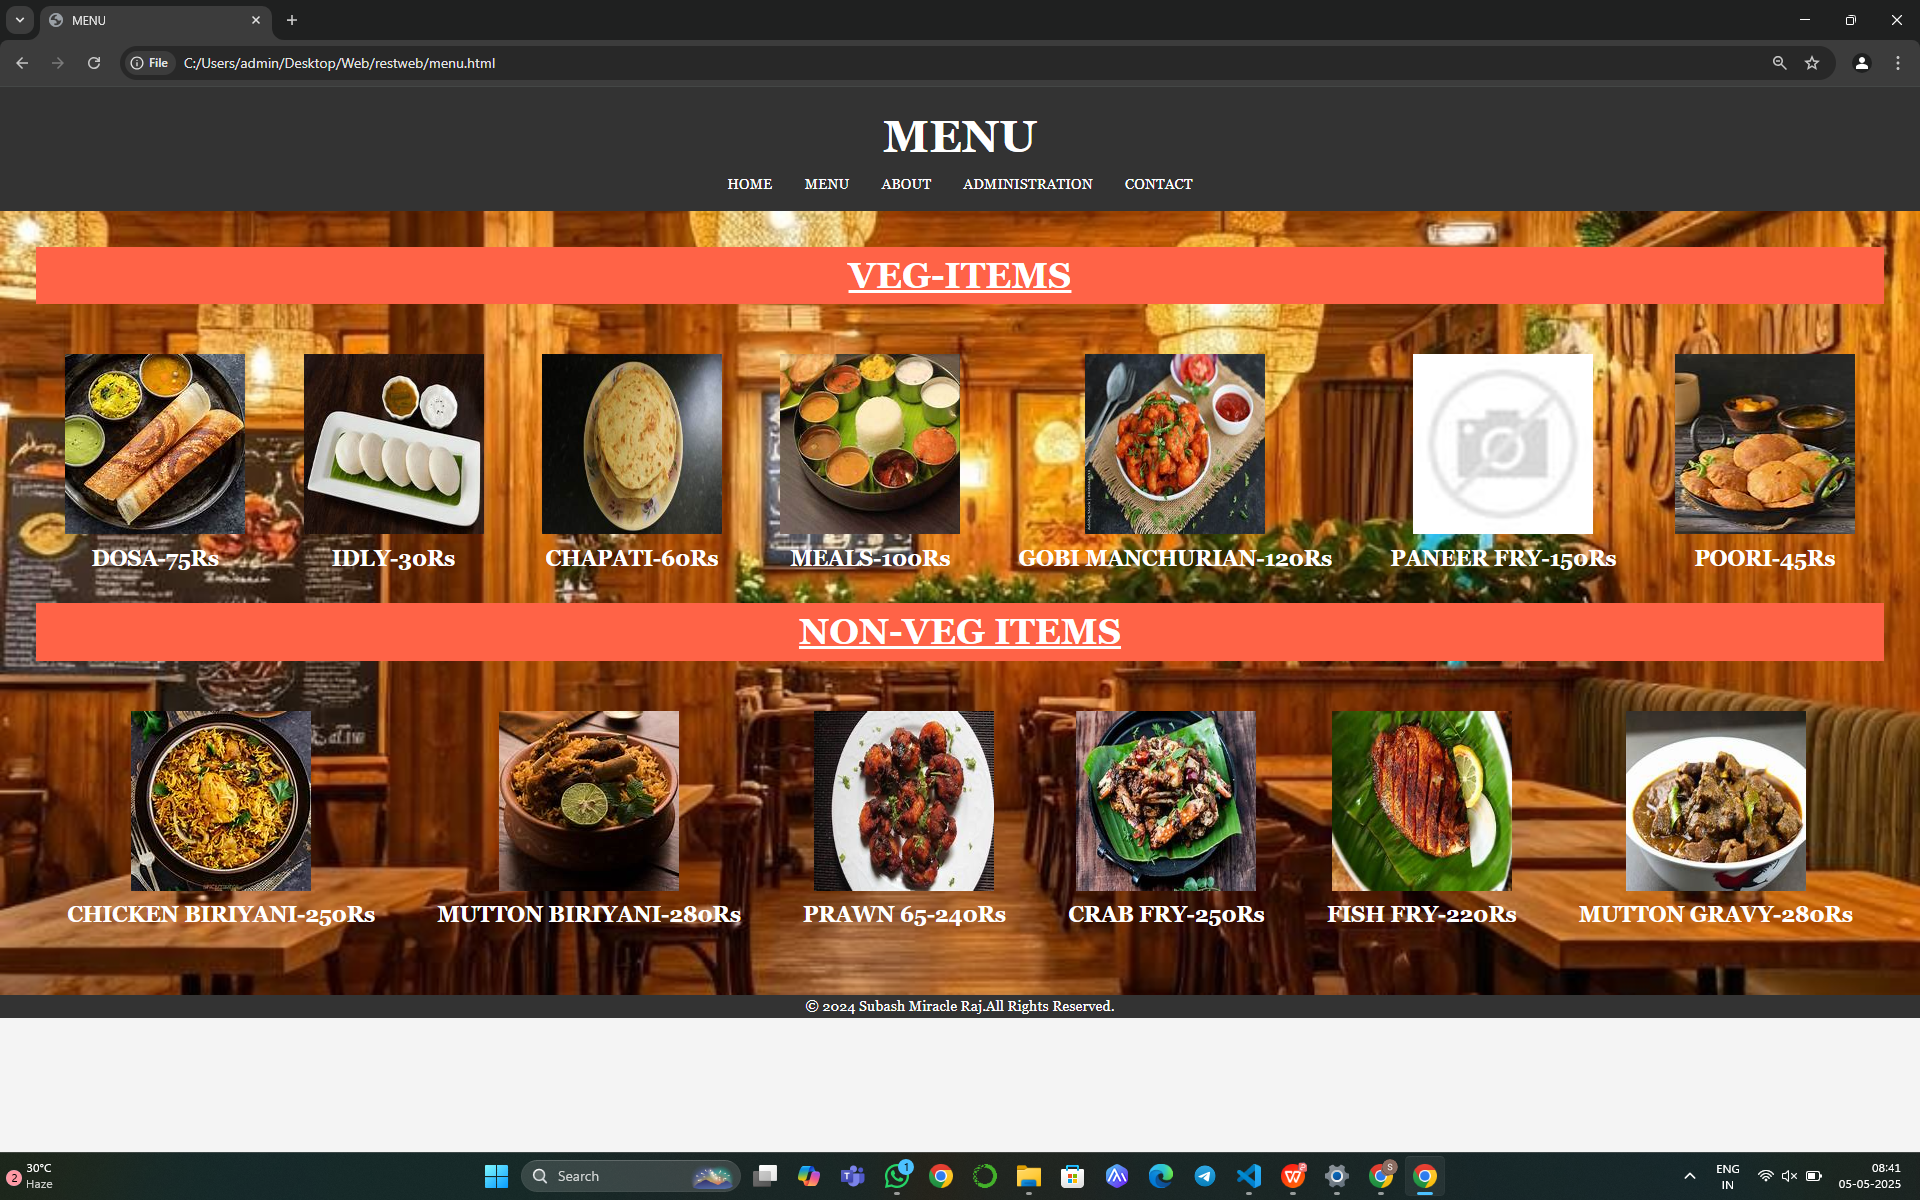 MENU
File C:/Users/admin/Desktop/Web/restweb/menu.html
MENU
HOME MENU ABOUT ADMINISTRATION CONTACT
VEG-ITEMS
DOSA-75Rs IDLY-30Rs CHAPATI-60Rs MEALS-100Rs GOBI MANCHURIAN-120Rs PANEER FRY-150Rs POORI-45Rs
NON-VEG ITEMS
CHICKEN BIRIYANI-250Rs MUTTON BIRIYANI-280Rs PRAWN 65-240Rs CRAB FRY-250Rs FISH FRY-220Rs MUTTON GRAVY-280Rs
© 2024 Subash Miracle Raj.All Rights Reserved.
2 30°C
Haze
Search
1
S
ENG
IN
08:41
05-05-2025